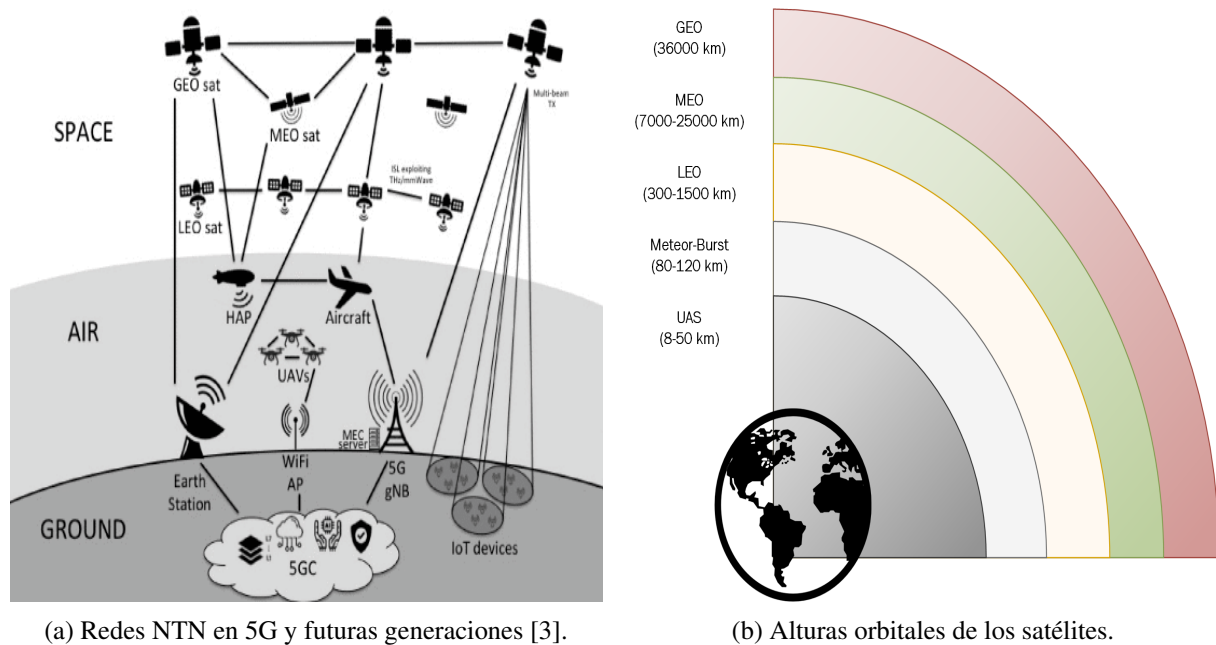 GEO sat
Multi-beam
TX
MEO sat
SPACE
ISL exploiting
THz/mmWave
LEO sat
HAP
Aircraft
AIR
UAVs
MEC
server
WiFi
AP
5G
gNB
Earth
Station
GROUND
5GC
AI
IoT devices
(a) Redes NTN en 5G y futuras generaciones [3].
GEO
(36000 km)
MEO
(7000-25000 km)
LEO
(300-1500 km)
Meteor-Burst
(80-120 km)
UAS
(8-50 km)
(b) Alturas orbitales de los satélites.